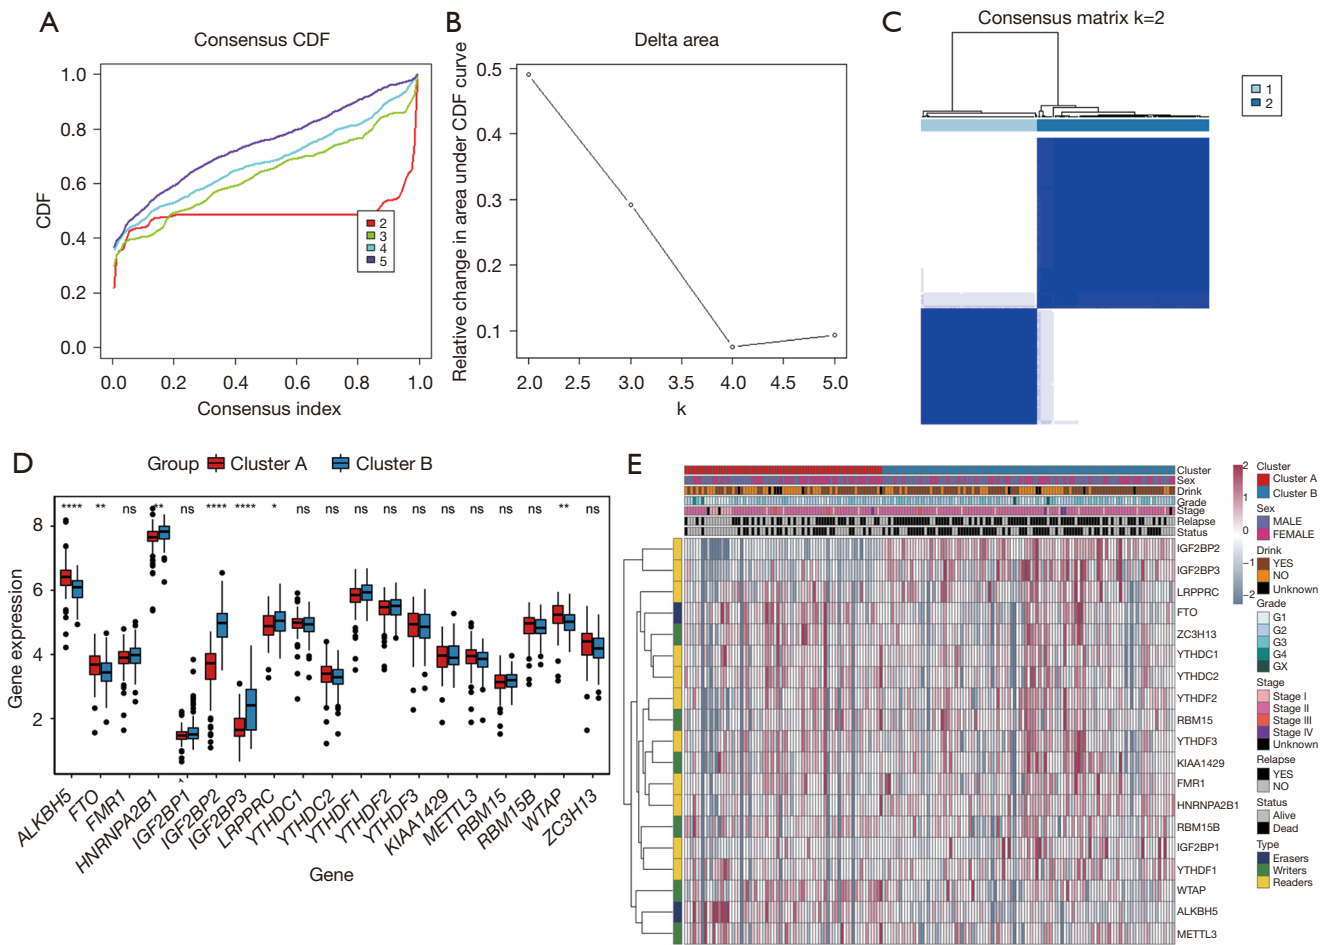 A
Consensus CDF
CDF
1.0
0.8
0.6
0.4
0.2
0.0
2
3
4
5
0.0 0.2 0.4 0.6 0.8 1.0
Consensus index
B
Delta area
Relative change in area under CDF curve
0.5
0.4
0.3
0.2
0.1
2.0 2.5 3.0 3.5 4.0 4.5 5.0
k
C
Consensus matrix k=2
1
2
D
Group Cluster A Cluster B
Gene expression
8
6
4
2
**** ** ns ** ns **** **** * ns ns ns ns ns ns ns ns ns ** ns
ALKBH5
FTO
FMR1
HNRNPA2B1
IGF2BP1
IGF2BP2
IGF2BP3
LRPPRC
YTHDC1
YTHDC2
YTHDF1
YTHDF2
YTHDF3
KIAA1429
METTL3
RBM15
RBM15B
WTAP
ZC3H13
Gene
E
Cluster
Sex
Drink
Grade
Stage
Relapse
Status
IGF2BP2
IGF2BP3
LRPPRC
FTO
ZC3H13
YTHDC1
YTHDC2
YTHDF2
RBM15
YTHDF3
KIAA1429
FMR1
HNRNPA2B1
RBM15B
IGF2BP1
YTHDF1
WTAP
ALKBH5
METTL3
2
1
0
−1
−2
Cluster
Cluster A
Cluster B
Sex
MALE
FEMALE
Drink
YES
NO
Unknown
Grade
G1
G2
G3
G4
GX
Stage
Stage I
Stage II
Stage III
Stage IV
Unknown
Relapse
YES
NO
Status
Alive
Dead
Type
Erasers
Writers
Readers